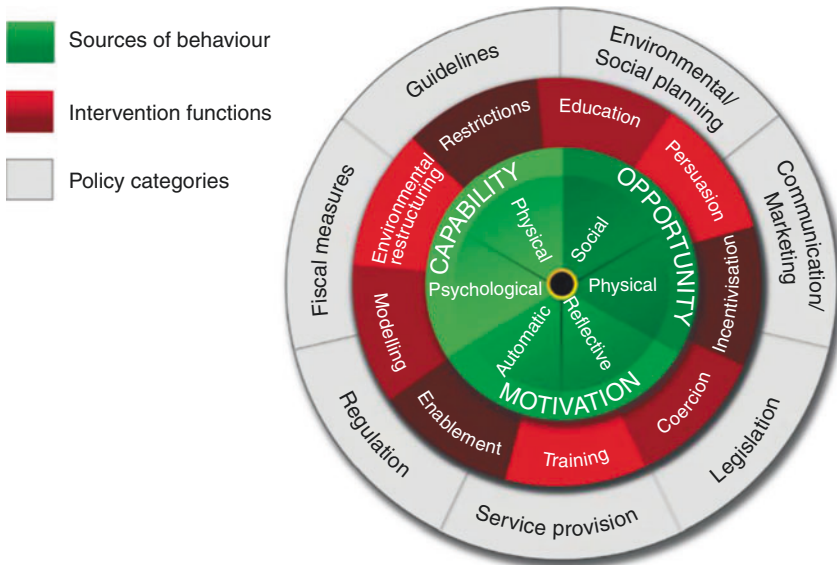 Sources of behaviour
Intervention functions
Policy categories
Guidelines
Environmental/
Social planning
Communication/
Marketing
Legislation
Service provision
Regulation
Fiscal measures
Restrictions
Education
Persuasion
Incentivisation
Coercion
Training
Enablement
Modelling
Environmental
restructuring
CAPABILITY
OPPORTUNITY
MOTIVATION
Physical
Social
Psychological
Physical
Automatic
Reflective